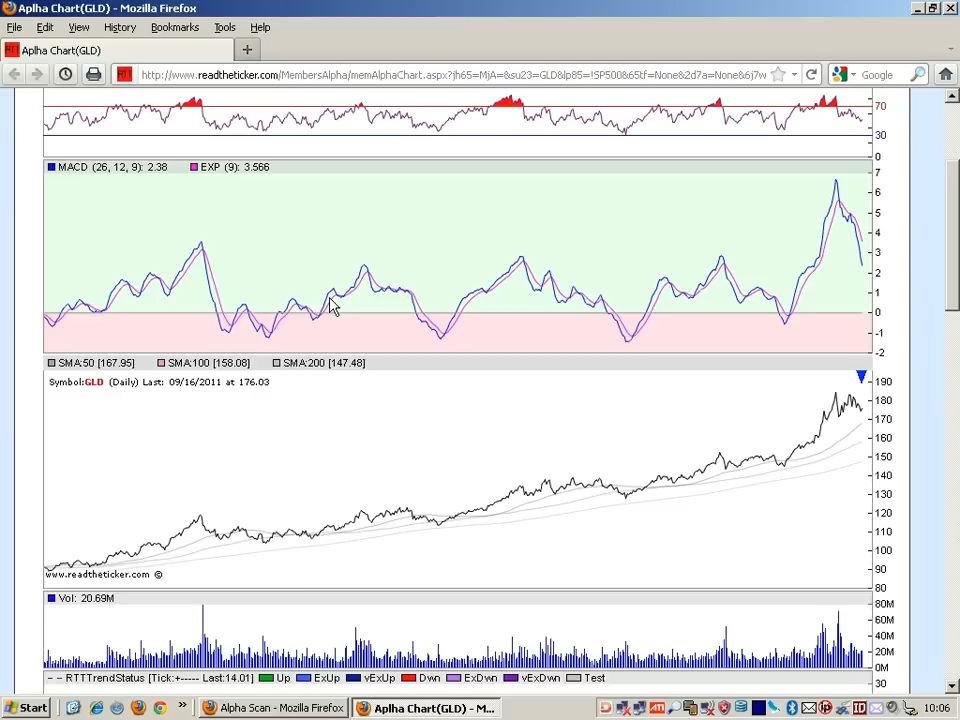 Aplha Chart(GLD) - Mozilla Firefox
File Edit View History Bookmarks Tools Help
Aplha Chart(GLD)
http://www.readtheticker.com/MembersAlpha/memAlphaChart.aspx?jh65=MjA=&su23=GLD&lp85=!SP500&65tf=None&2d7a=None&6j7w
Google
70
30
0
MACD (26, 12, 9): 2.38 EXP (9): 3.566
7
6
5
4
3
2
1
0
-1
-2
SMA:50 [167.95] SMA:100 [158.08] SMA:200 [147.48]
Symbol:GLD (Daily) Last: 09/16/2011 at 176.03
190
180
170
160
150
140
130
120
110
100
90
80
www.readtheticker.com ©
Vol: 20.69M
80M
60M
40M
20M
0M
RTTTrendStatus [Tick:+----- Last:14.01] Up ExUp vExUp Dwn ExDwn vExDwn Test
30
Start Alpha Scan - Mozilla Firefox Aplha Chart(GLD) - M... 10:06